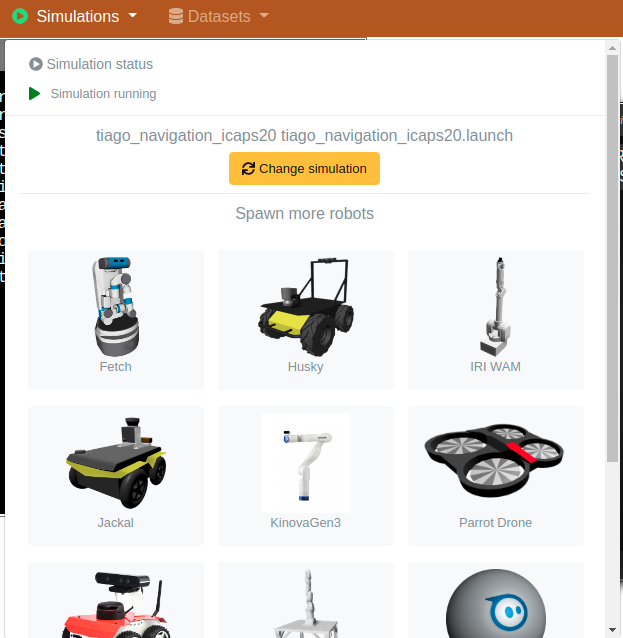 Simulations
Datasets
Simulation status
Simulation running
tiago_navigation_icaps20 tiago_navigation_icaps20.launch
Change simulation
Spawn more robots
Fetch
Husky
IRI WAM
Jackal
KinovaGen3
Parrot Drone